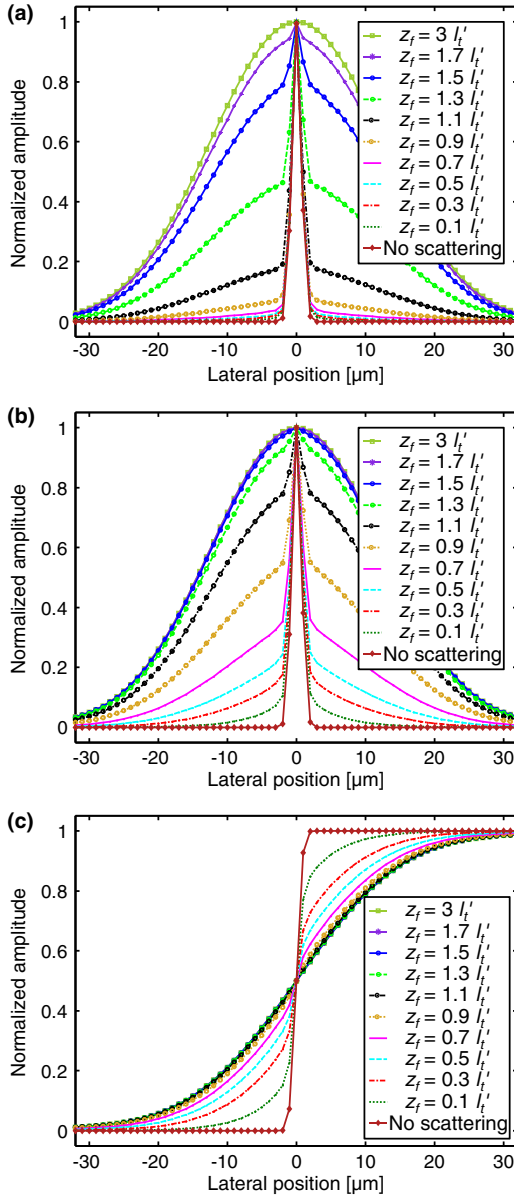 (a)
Normalized amplitude
1
0.8
0.6
0.4
0.2
0
z_f = 3 l_t'
z_f = 1.7 l_t'
z_f = 1.5 l_t'
z_f = 1.3 l_t'
z_f = 1.1 l_t'
z_f = 0.9 l_t'
z_f = 0.7 l_t'
z_f = 0.5 l_t'
z_f = 0.3 l_t'
z_f = 0.1 l_t'
No scattering
-30 -20 -10 0 10 20 30
Lateral position [µm]
(b)
Normalized amplitude
1
0.8
0.6
0.4
0.2
0
z_f = 3 l_t'
z_f = 1.7 l_t'
z_f = 1.5 l_t'
z_f = 1.3 l_t'
z_f = 1.1 l_t'
z_f = 0.9 l_t'
z_f = 0.7 l_t'
z_f = 0.5 l_t'
z_f = 0.3 l_t'
z_f = 0.1 l_t'
No scattering
-30 -20 -10 0 10 20 30
Lateral position [µm]
(c)
Normalized amplitude
1
0.8
0.6
0.4
0.2
0
z_f = 3 l_t'
z_f = 1.7 l_t'
z_f = 1.5 l_t'
z_f = 1.3 l_t'
z_f = 1.1 l_t'
z_f = 0.9 l_t'
z_f = 0.7 l_t'
z_f = 0.5 l_t'
z_f = 0.3 l_t'
z_f = 0.1 l_t'
No scattering
-30 -20 -10 0 10 20 30
Lateral position [µm]